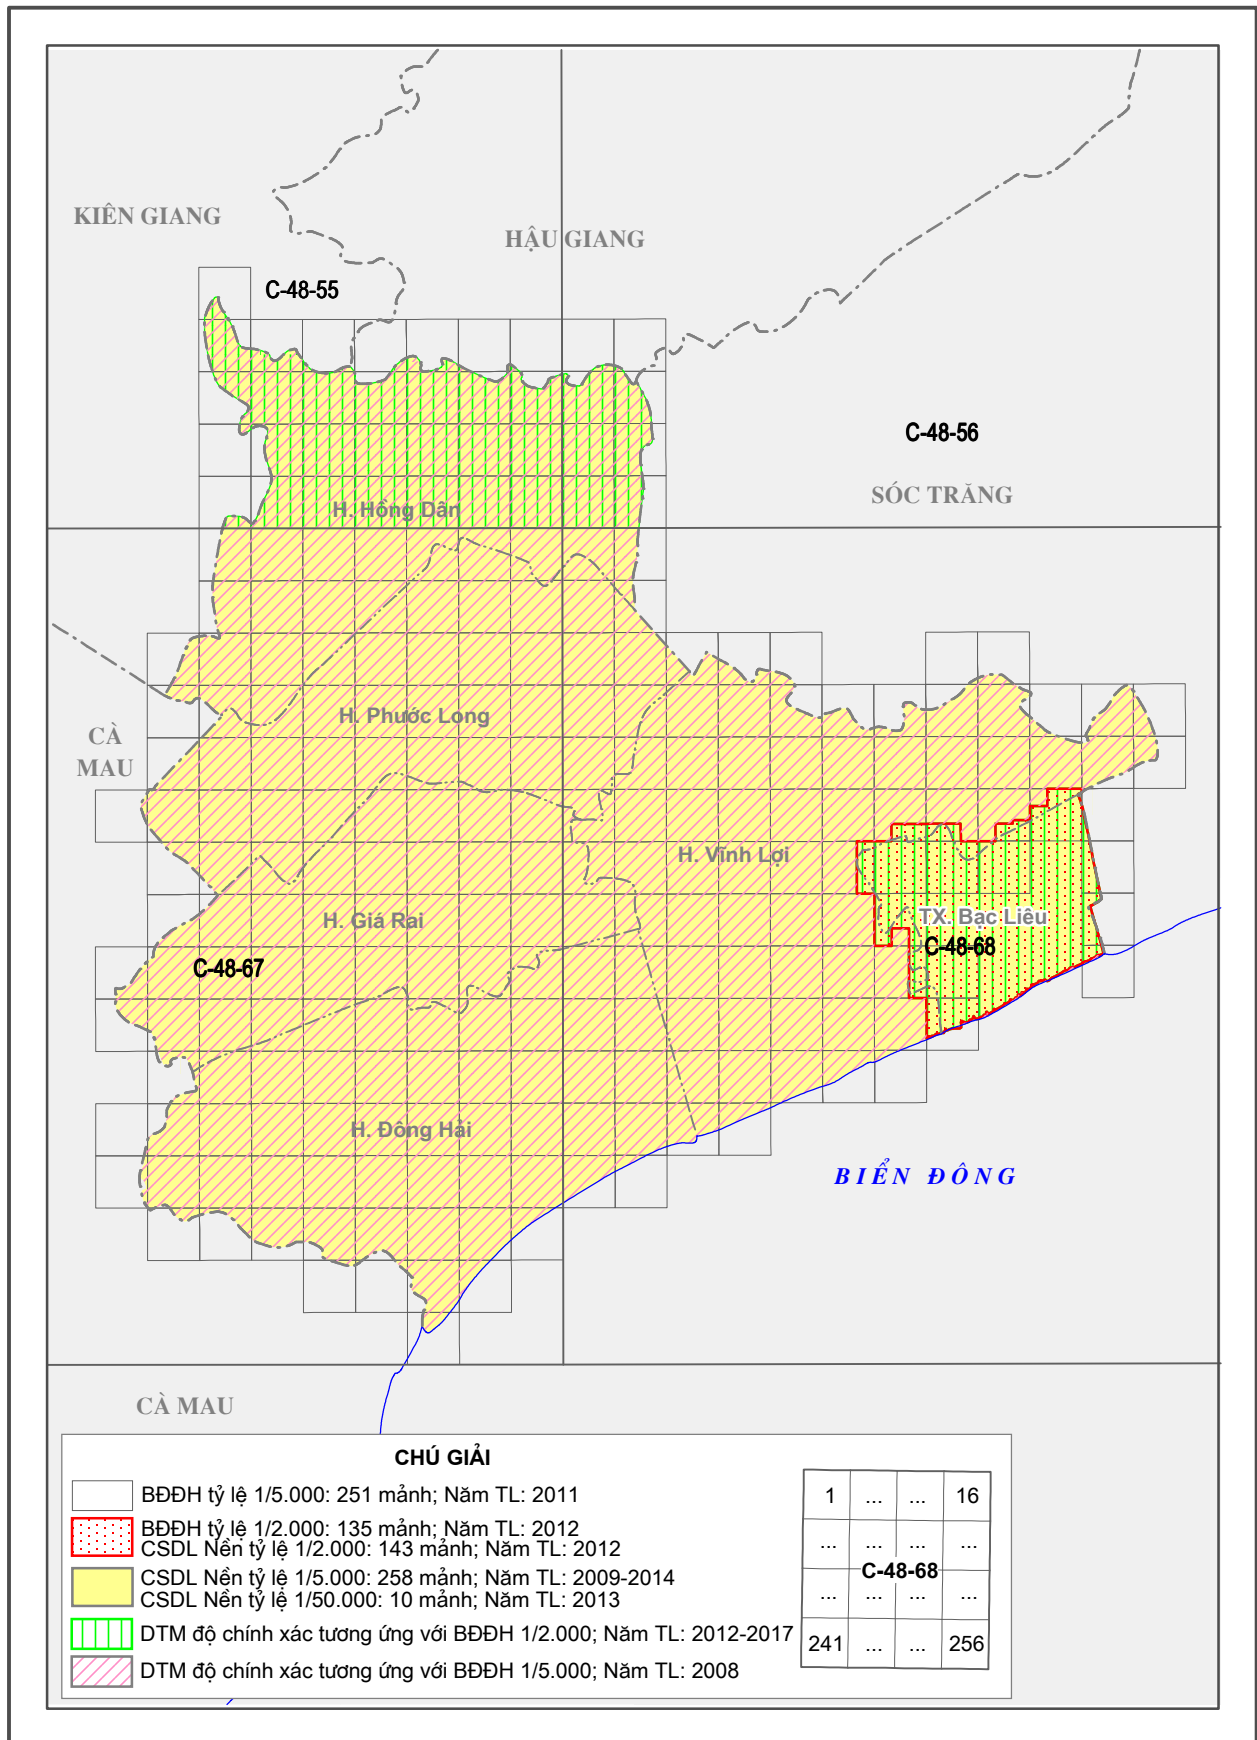 KIÊN GIANG
HẬU GIANG
C-48-55
C-48-56
SÓC TRĂNG
H. Hồng Dân
H. Phước Long
CÀ
MAU
H. Vĩnh Lợi
H. Giá Rai
TX. Bạc Liêu
C-48-68
C-48-67
H. Đông Hải
BIỂN ĐÔNG
CÀ MAU
CHÚ GIẢI
BĐĐH tỷ lệ 1/5.000: 251 mảnh; Năm TL: 2011
BĐĐH tỷ lệ 1/2.000: 135 mảnh; Năm TL: 2012
CSDL Nền tỷ lệ 1/2.000: 143 mảnh; Năm TL: 2012
CSDL Nền tỷ lệ 1/5.000: 258 mảnh; Năm TL: 2009-2014
CSDL Nền tỷ lệ 1/50.000: 10 mảnh; Năm TL: 2013
DTM độ chính xác tương ứng với BĐĐH 1/2.000; Năm TL: 2012-2017
DTM độ chính xác tương ứng với BĐĐH 1/5.000; Năm TL: 2008
1 ... ... 16
... ... ... ...
C-48-68
... ... ... ...
241 ... ... 256